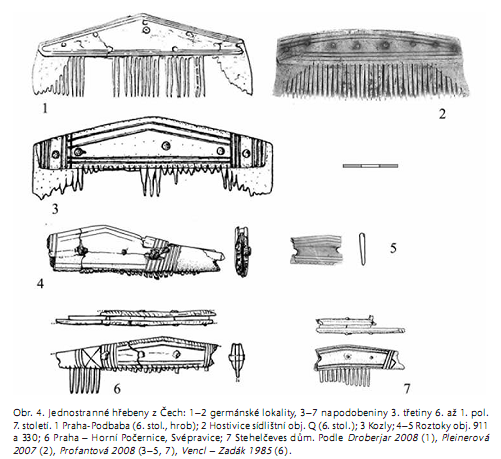 1
2
3
4
5
6
7
Obr. 4. Jednostranné hřebeny z Čech: 1–2 germánské lokality, 3–7 napodobeniny 3. třetiny 6. až 1. pol.
7. století. 1 Praha-Podbaba (6. stol., hrob); 2 Hostivice sídlištní obj. Q (6. stol.); 3 Kozly; 4–5 Roztoky obj. 911
a 330; 6 Praha – Horní Počernice, Svépravice; 7 Stehelčeves dům. Podle Droberjar 2008 (1), Pleinerová
2007 (2), Profantová 2008 (3–5, 7), Vencl – Zadák 1985 (6).